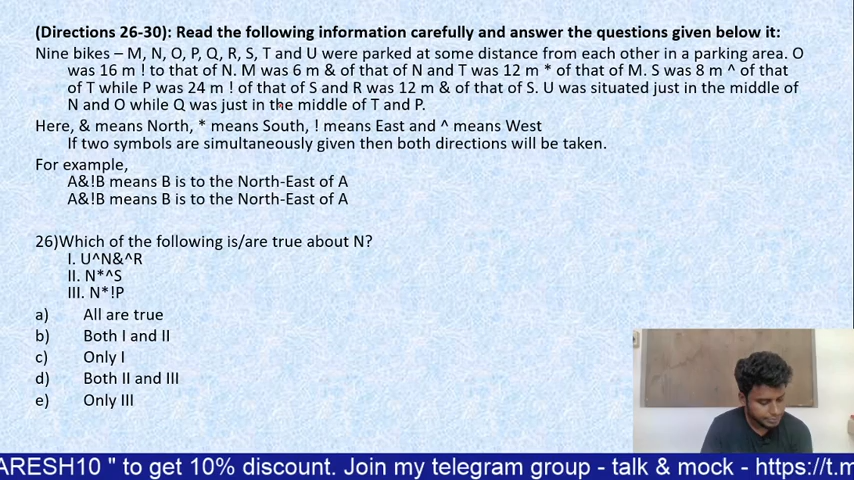 (Directions 26-30): Read the following information carefully and answer the questions given below it:
Nine bikes – M, N, O, P, Q, R, S, T and U were parked at some distance from each other in a parking area. O
was 16 m ! to that of N. M was 6 m & of that of N and T was 12 m * of that of M. S was 8 m ^ of that
of T while P was 24 m ! of that of S and R was 12 m & of that of S. U was situated just in the middle of
N and O while Q was just in the middle of T and P.
Here, & means North, * means South, ! means East and ^ means West
If two symbols are simultaneously given then both directions will be taken.
For example,
A&!B means B is to the North-East of A
A&!B means B is to the North-East of A
26)Which of the following is/are true about N?
I. U^N&^R
II. N*^S
III. N*!P
a) All are true
b) Both I and II
c) Only I
d) Both II and III
e) Only III
ARESH10 " to get 10% discount. Join my telegram group - talk & mock - https://t.m